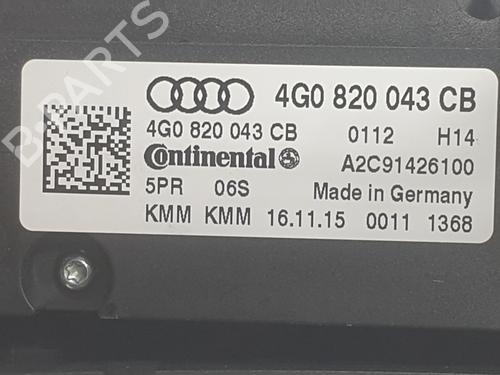 B-PARTS
4G0 820 043 CB
4G0 820 043 CB 0112 H14
Continental A2C91426100
5PR 06S Made in Germany
KMM KMM 16.11.15 0011 1368